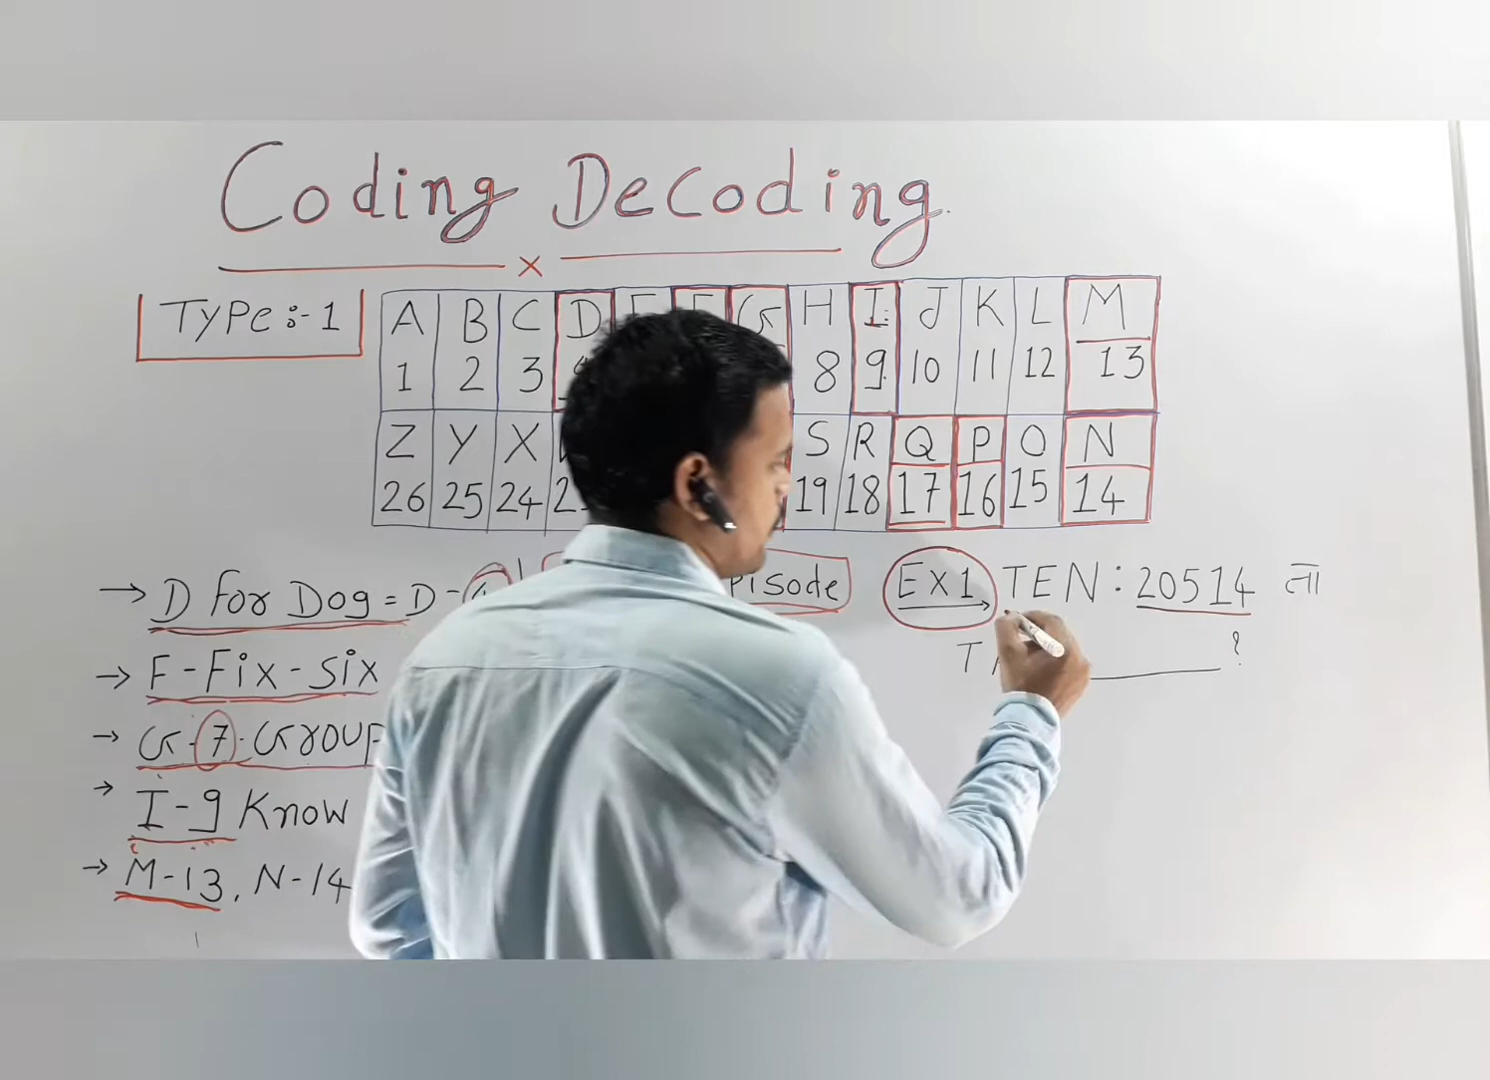 Coding Decoding
x
Type:-1
A B C D H I J K L M
1 2 3 8 9 10 11 12 13
Z Y X S R Q P O N
26 25 24 19 18 17 16 15 14
→ D for Dog = D-
→ F-Fix-Six
→ G-7-Group
→ I-9 Know
→ M-13, N-14
EX1 TEN : 20514 ना
T ?